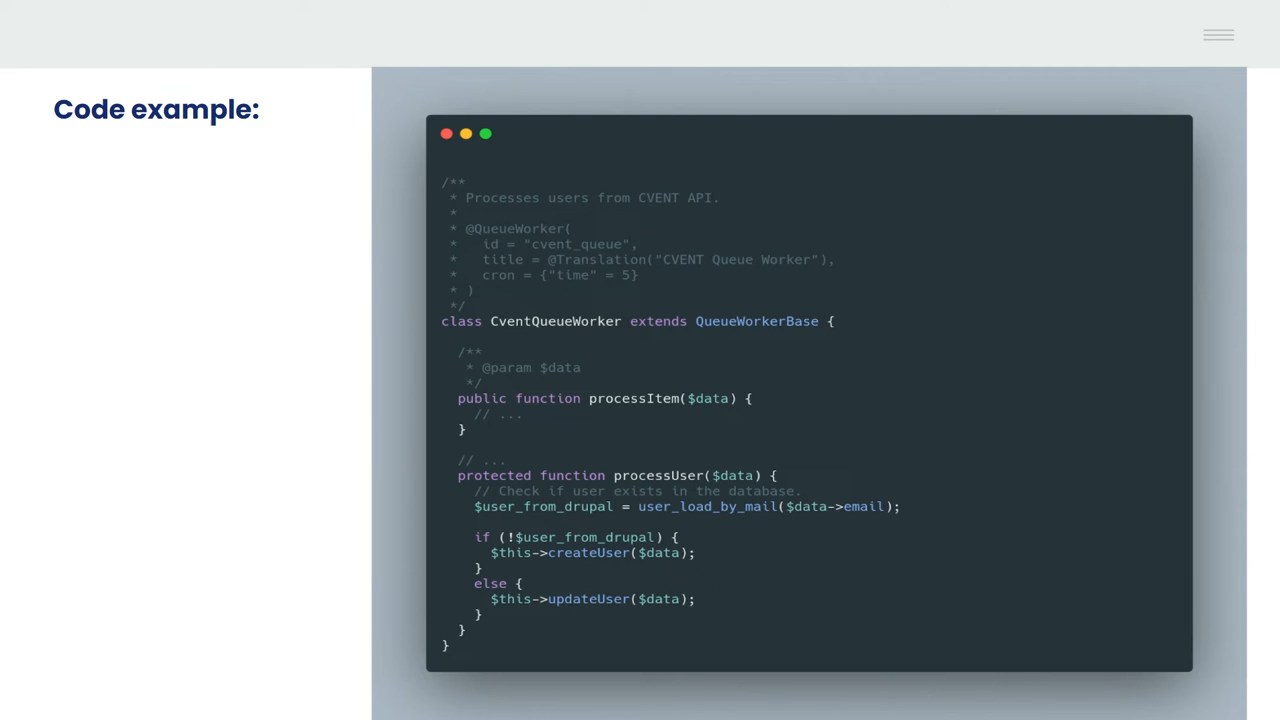 Code example:
/**
 * Processes users from CVENT API.
 *
 * @QueueWorker(
 *   id = "cvent_queue",
 *   title = @Translation("CVENT Queue Worker"),
 *   cron = {"time" = 5}
 * )
 */
class CventQueueWorker extends QueueWorkerBase {
  /**
   * @param $data
   */
  public function processItem($data) {
    // ...
  }
  // ...
  protected function processUser($data) {
    // Check if user exists in the database.
    $user_from_drupal = user_load_by_mail($data->email);
    if (!$user_from_drupal) {
      $this->createUser($data);
    }
    else {
      $this->updateUser($data);
    }
  }
}